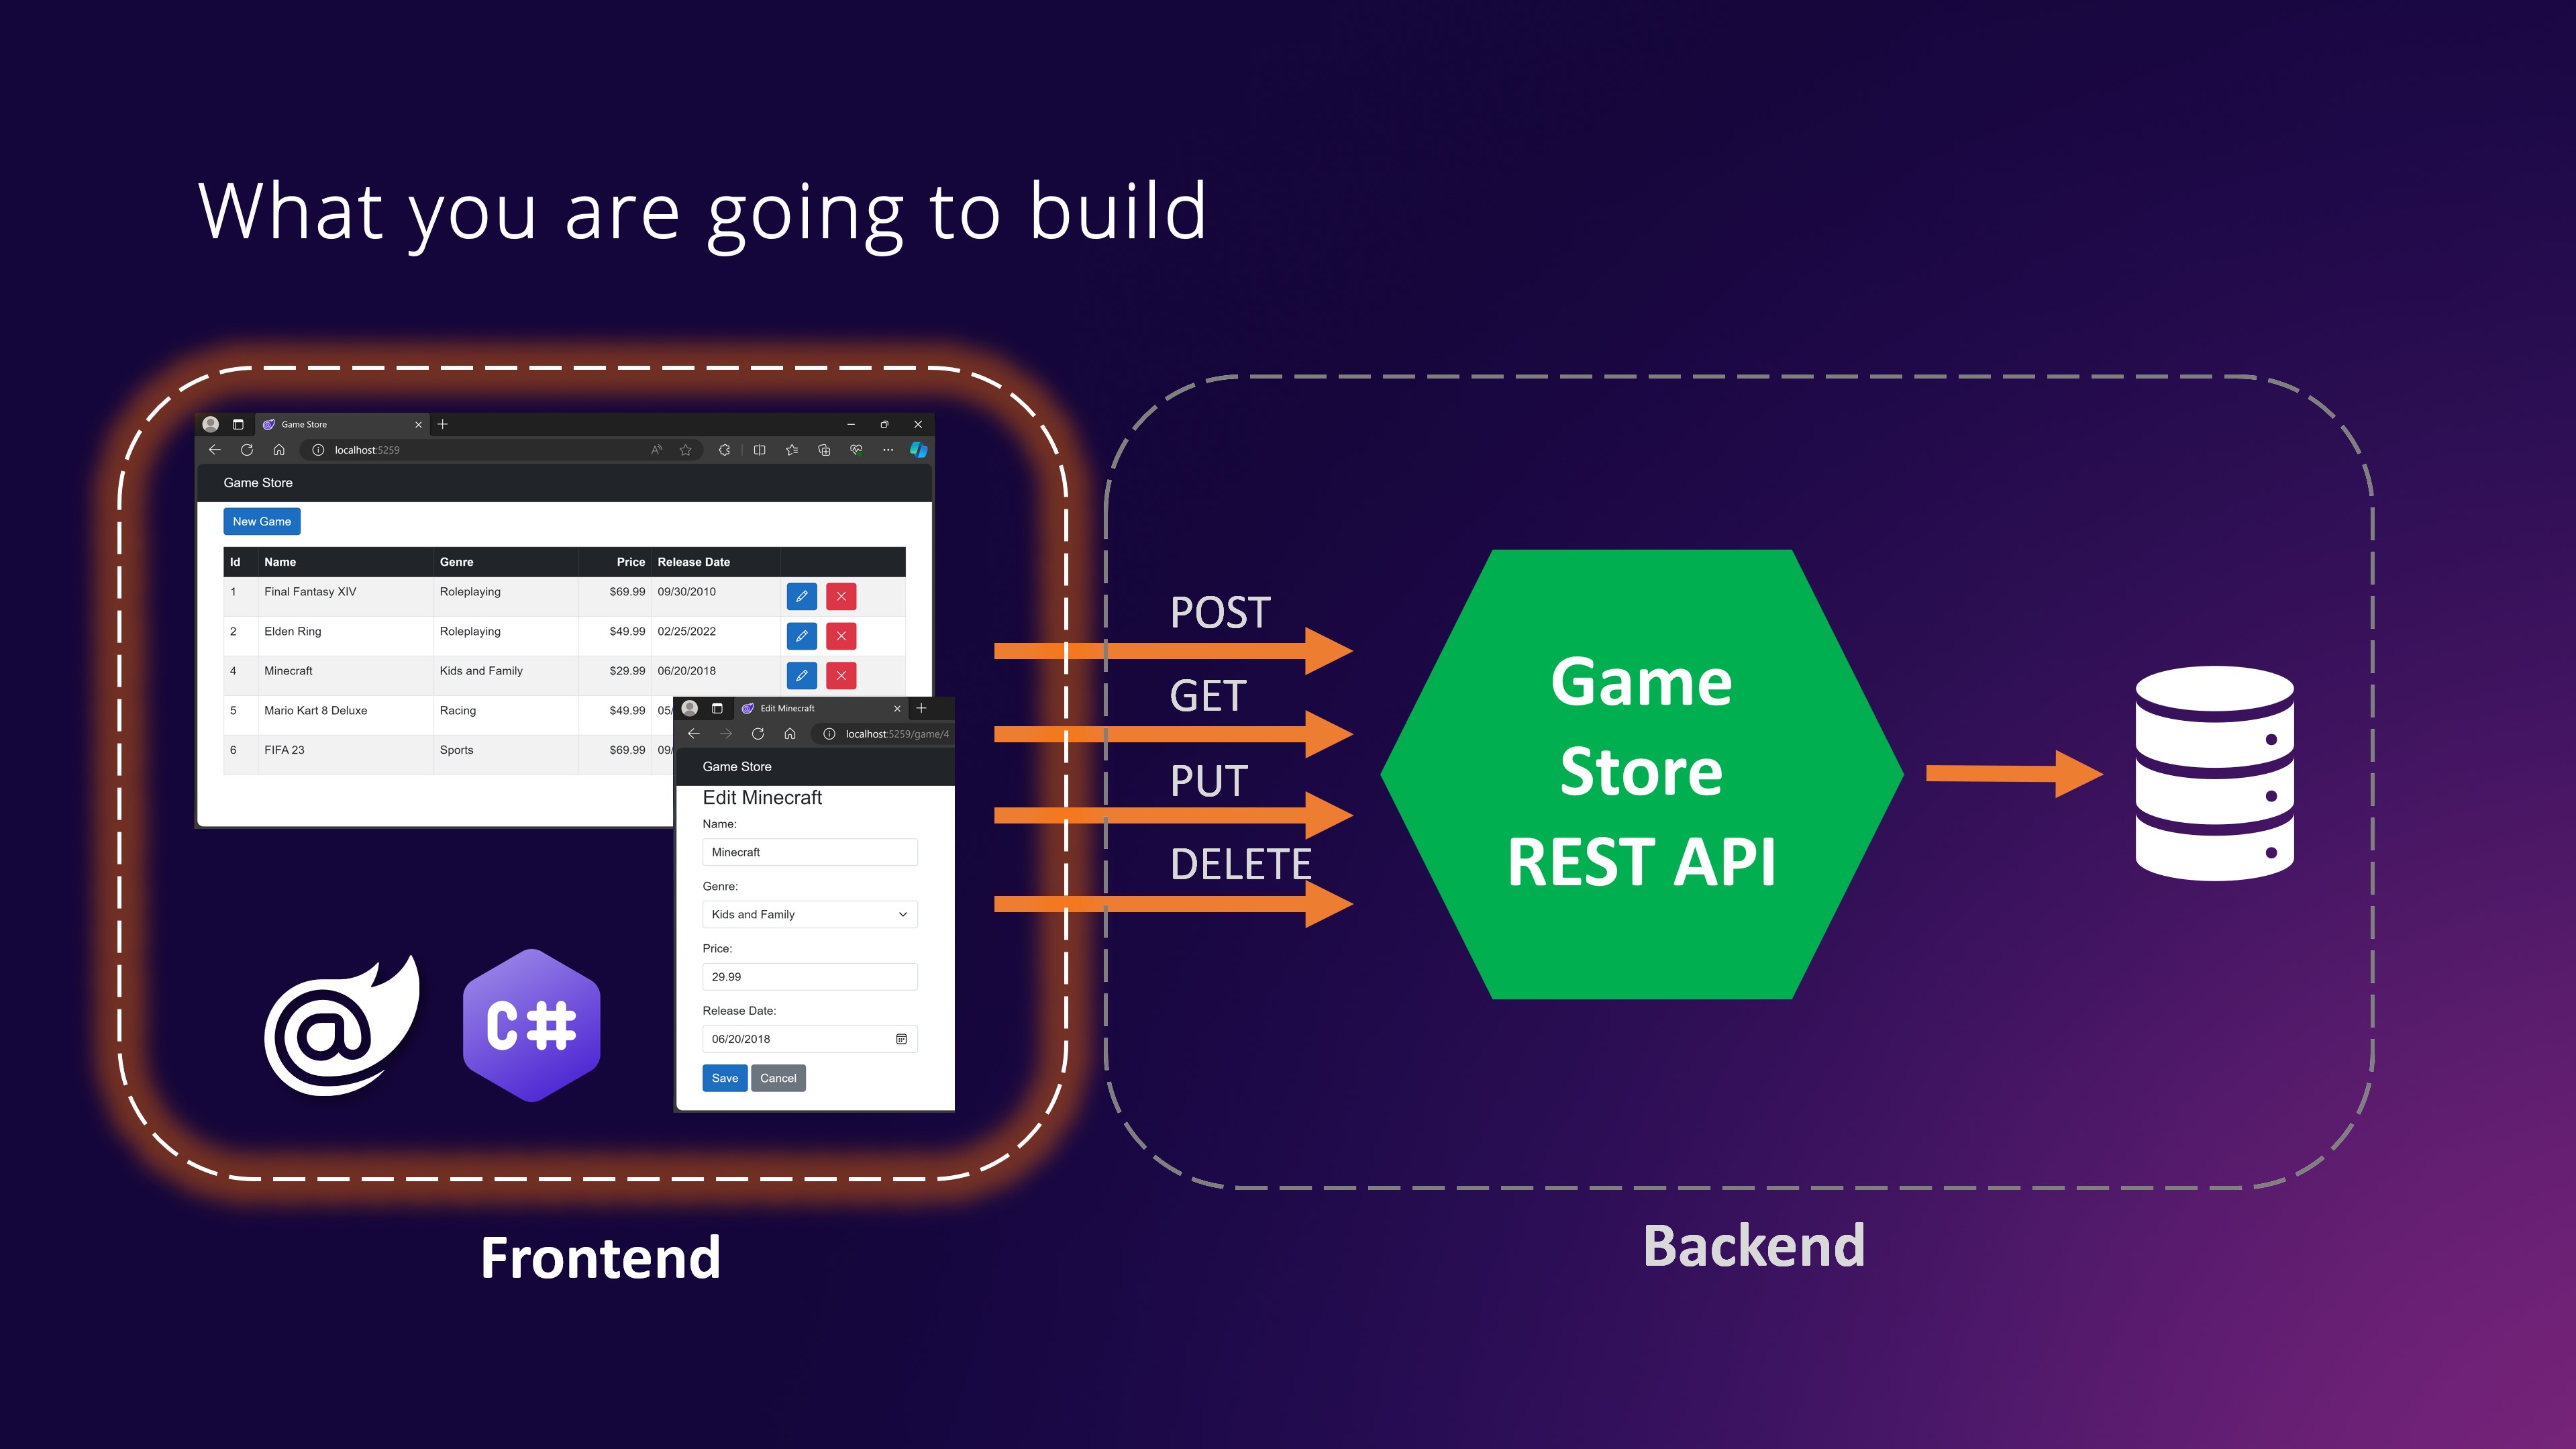 What you are going to build
Game Store
localhost:5259
Game Store
New Game
Id Name Genre Price Release Date
1 Final Fantasy XIV Roleplaying $69.99 09/30/2010
2 Elden Ring Roleplaying $49.99 02/25/2022
4 Minecraft Kids and Family $29.99 06/20/2018
5 Mario Kart 8 Deluxe Racing $49.99 05/
6 FIFA 23 Sports $69.99 09/
Edit Minecraft
localhost:5259/game/4
Game Store
Edit Minecraft
Name:
Minecraft
Genre:
Kids and Family
Price:
29.99
Release Date:
06/20/2018
Save Cancel
@ C#
Frontend
POST
GET
PUT
DELETE
Game
Store
REST API
Backend